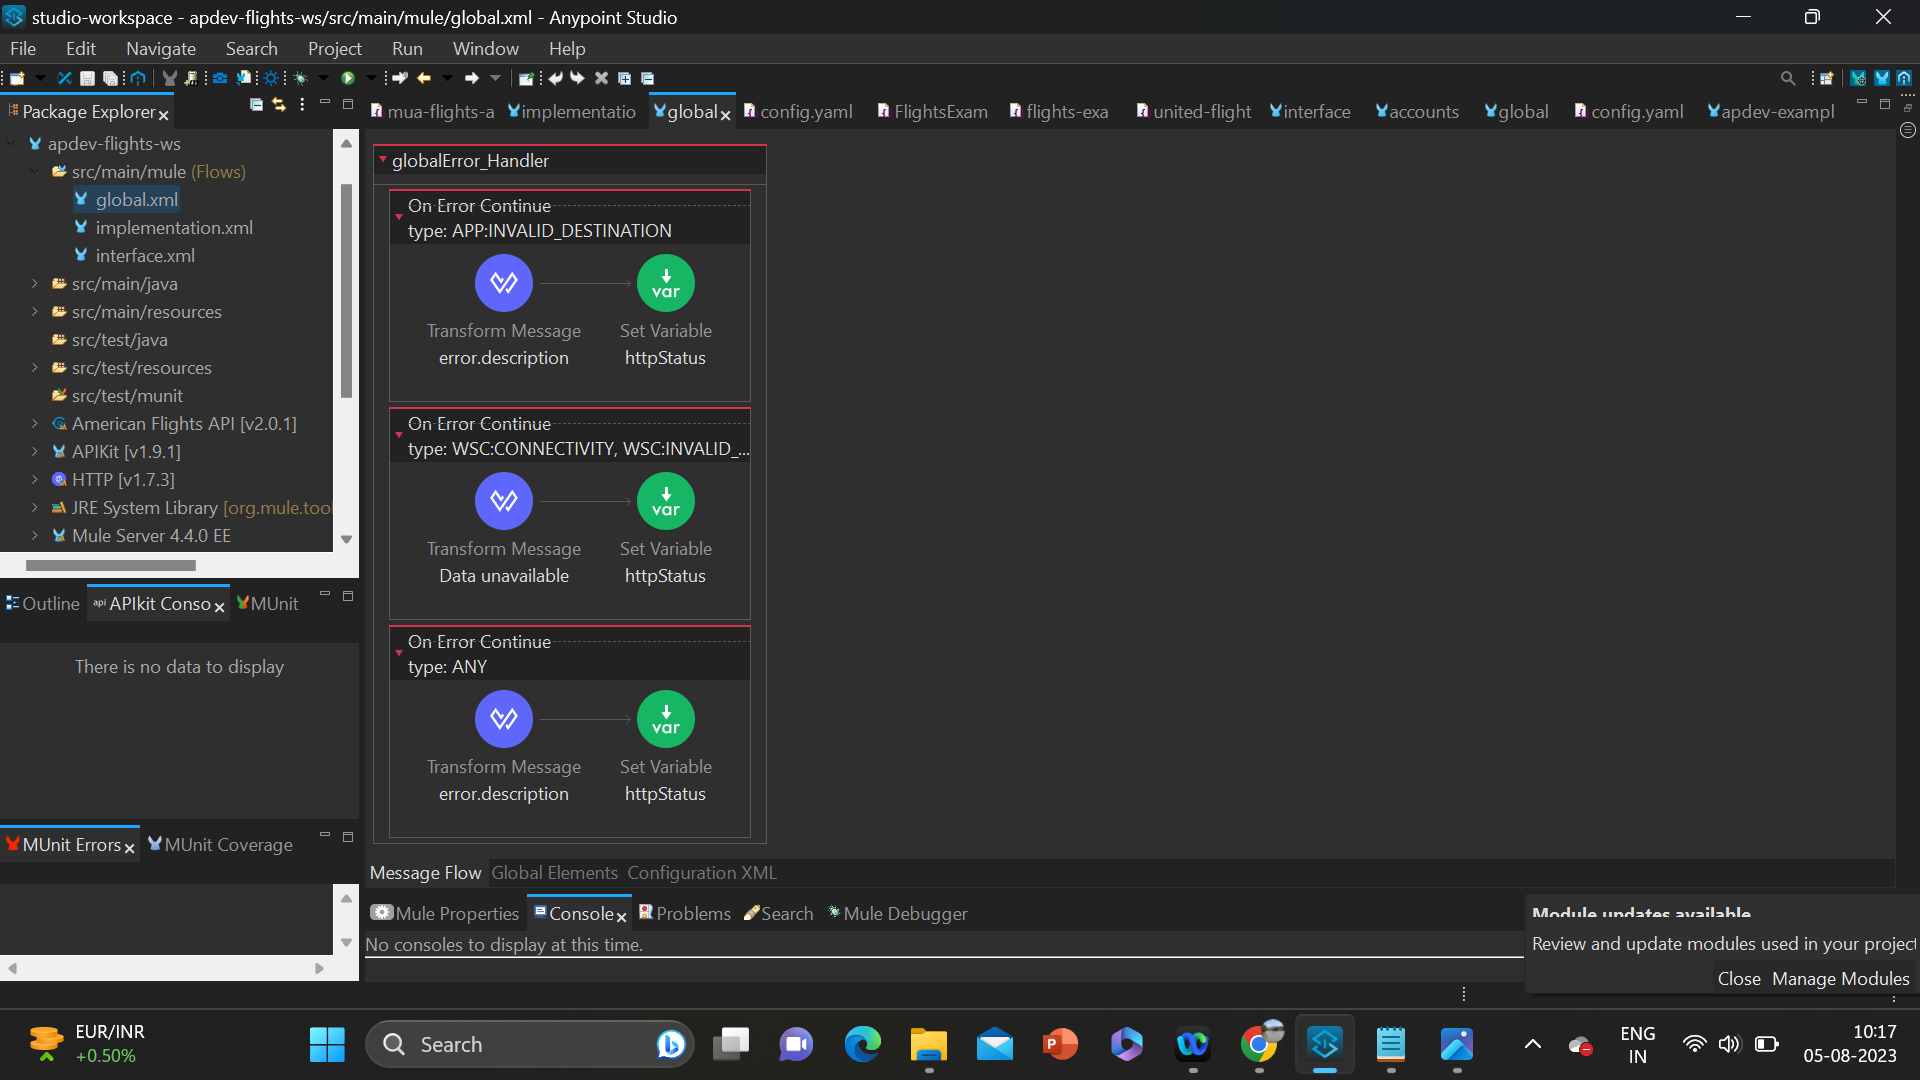 studio-workspace - apdev-flights-ws/src/main/mule/global.xml - Anypoint Studio
File Edit Navigate Search Project Run Window Help
Package Explorer
mua-flights-a implementatio global config.yaml FlightsExam flights-exa united-flight interface accounts global config.yaml apdev-exampl
apdev-flights-ws
src/main/mule (Flows)
global.xml
implementation.xml
interface.xml
src/main/java
src/main/resources
src/test/java
src/test/resources
src/test/munit
American Flights API [v2.0.1]
APIKit [v1.9.1]
HTTP [v1.7.3]
JRE System Library [org.mule.tool
Mule Server 4.4.0 EE
globalError_Handler
On Error Continue
type: APP:INVALID_DESTINATION
Transform Message
error.description
var
Set Variable
httpStatus
On Error Continue
type: WSC:CONNECTIVITY, WSC:INVALID_...
Transform Message
Data unavailable
var
Set Variable
httpStatus
On Error Continue
type: ANY
Transform Message
error.description
var
Set Variable
httpStatus
Outline api APIkit Conso MUnit
There is no data to display
MUnit Errors MUnit Coverage
Message Flow Global Elements Configuration XML
Mule Properties Console Problems Search Mule Debugger
No consoles to display at this time.
Module updates available
Review and update modules used in your project
Close Manage Modules
EUR/INR
+0.50%
Search
ENG
IN
10:17
05-08-2023